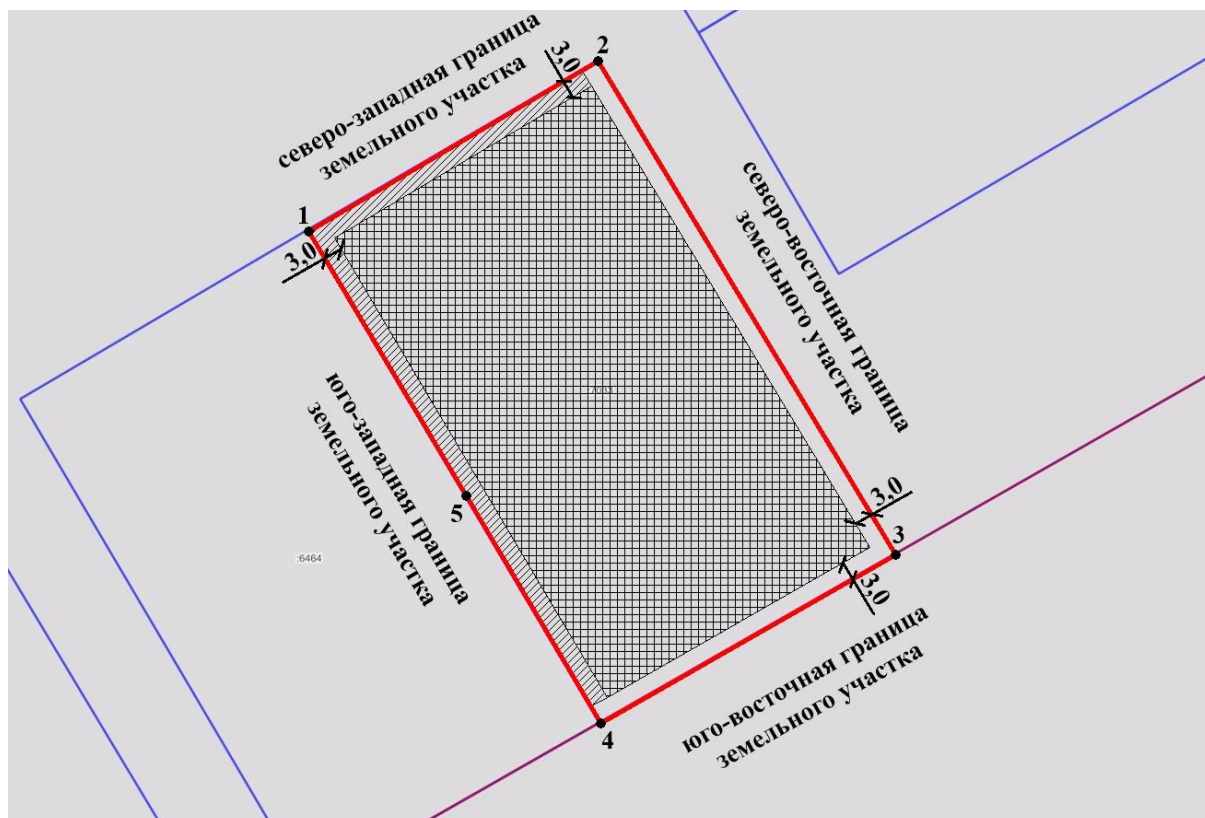 северо-западная граница
земельного участка
3,0
2
1
3,0
северо-восточная граница
земельного участка
:7033
юго-западная граница
земельного участка
5
:6464
3,0
3
3,0
4
юго-восточная граница
земельного участка